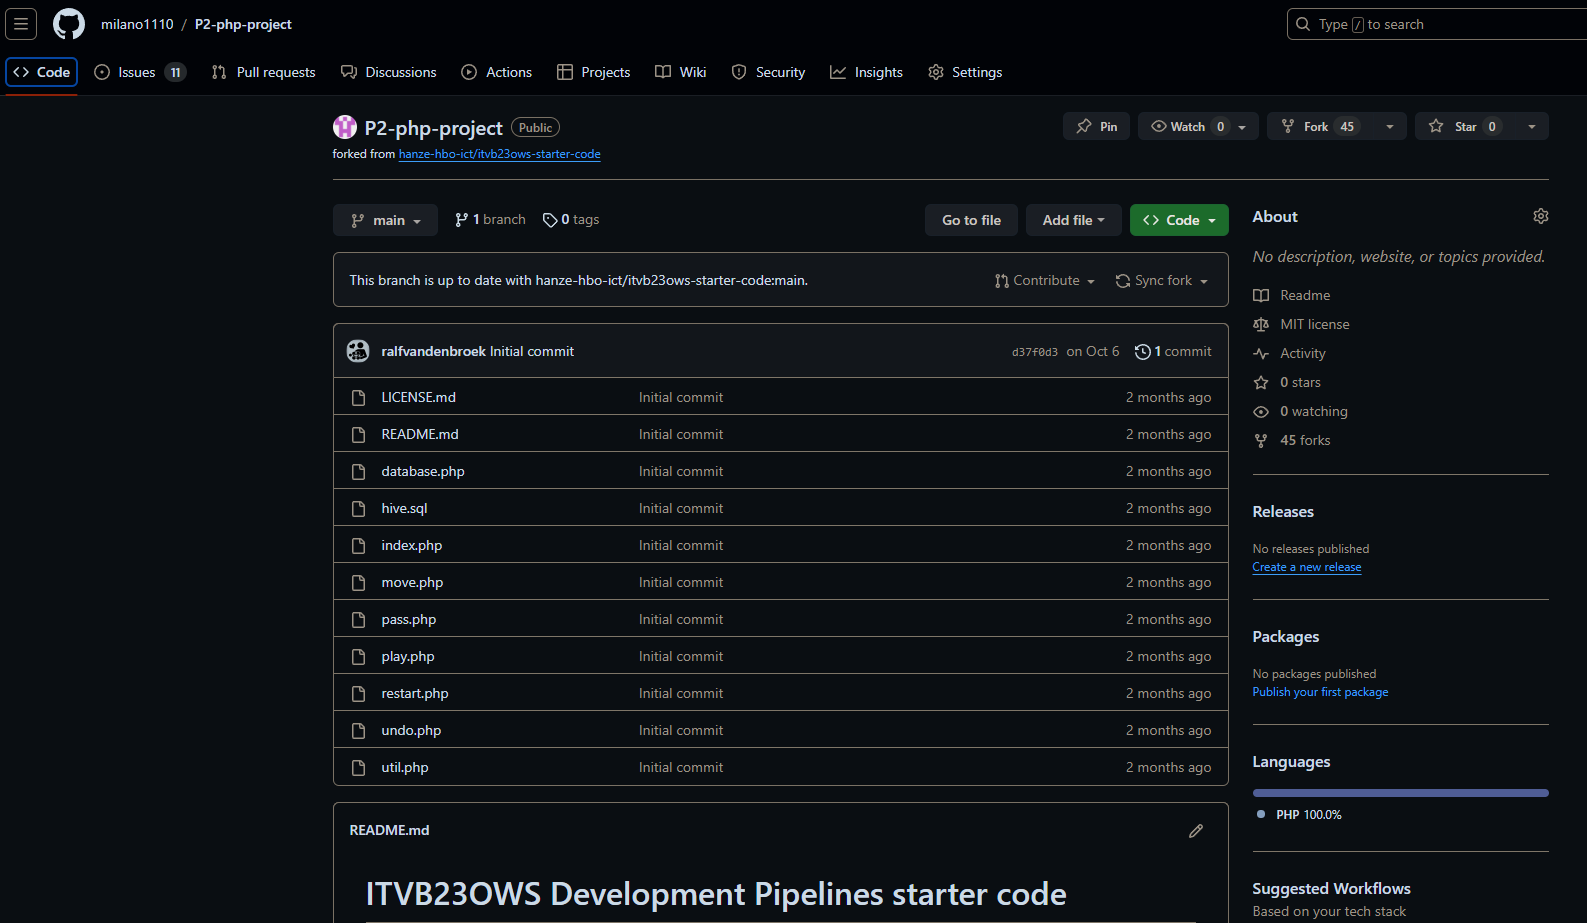 milano1110 / P2-php-project
Type / to search
Code Issues 11 Pull requests Discussions Actions Projects Wiki Security Insights Settings
P2-php-project Public
Pin Watch 0 Fork 45 Star 0
forked from hanze-hbo-ict/itvb23ows-starter-code
main 1 branch 0 tags Go to file Add file Code
This branch is up to date with hanze-hbo-ict/itvb23ows-starter-code:main. Contribute Sync fork
ralfvandenbroek Initial commit d37f0d3 on Oct 6 1 commit
LICENSE.md Initial commit 2 months ago
README.md Initial commit 2 months ago
database.php Initial commit 2 months ago
hive.sql Initial commit 2 months ago
index.php Initial commit 2 months ago
move.php Initial commit 2 months ago
pass.php Initial commit 2 months ago
play.php Initial commit 2 months ago
restart.php Initial commit 2 months ago
undo.php Initial commit 2 months ago
util.php Initial commit 2 months ago
README.md
ITVB23OWS Development Pipelines starter code
About
No description, website, or topics provided.
Readme
MIT license
Activity
0 stars
0 watching
45 forks
Releases
No releases published
Create a new release
Packages
No packages published
Publish your first package
Languages
PHP 100.0%
Suggested Workflows
Based on your tech stack